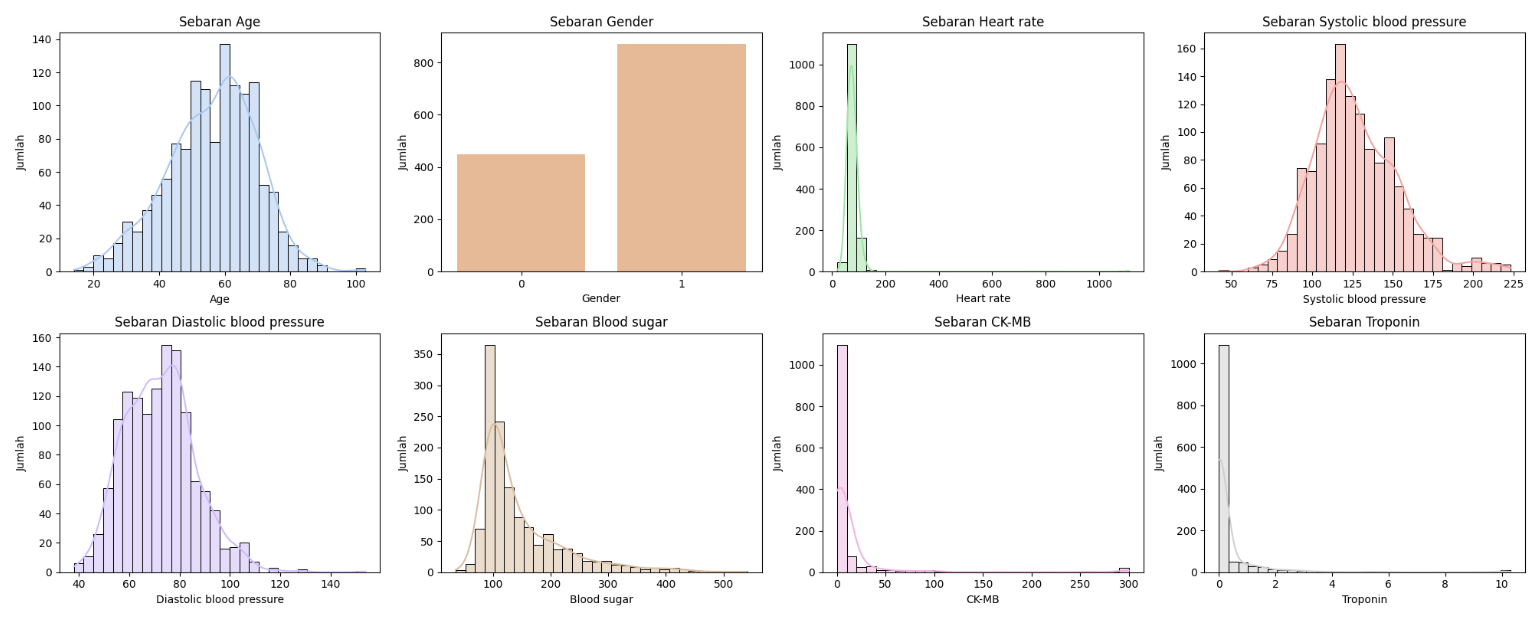 Sebaran Age
140
120
100
80
60
40
20
0
Jumlah
20 40 60 80 100
Age
Sebaran Gender
800
600
400
200
0
Jumlah
0 1
Gender
Sebaran Heart rate
1000
800
600
400
200
0
Jumlah
0 200 400 600 800 1000
Heart rate
Sebaran Systolic blood pressure
160
140
120
100
80
60
40
20
0
Jumlah
50 75 100 125 150 175 200 225
Systolic blood pressure
Sebaran Diastolic blood pressure
160
140
120
100
80
60
40
20
0
Jumlah
40 60 80 100 120 140
Diastolic blood pressure
Sebaran Blood sugar
350
300
250
200
150
100
50
0
Jumlah
100 200 300 400 500
Blood sugar
Sebaran CK-MB
1000
800
600
400
200
0
Jumlah
0 50 100 150 200 250 300
CK-MB
Sebaran Troponin
1000
800
600
400
200
0
Jumlah
0 2 4 6 8 10
Troponin